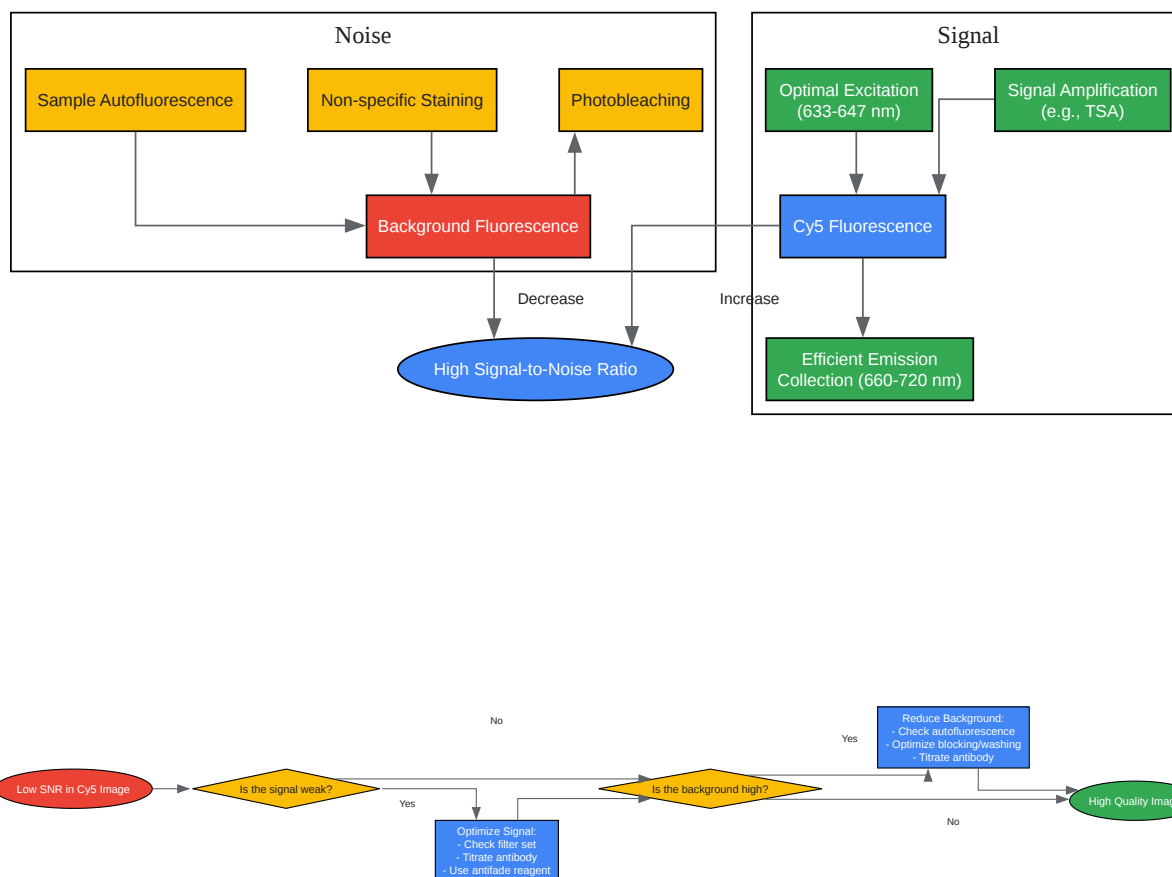 Noise
Signal
Sample Autofluorescence
Non-specific Staining
Photobleaching
Optimal Excitation
(633-647 nm)
Signal Amplification
(e.g., TSA)
Background Fluorescence
Cy5 Fluorescence
Decrease
Increase
High Signal-to-Noise Ratio
Efficient Emission
Collection (660-720 nm)
No
Yes
Reduce Background:
- Check autofluorescence
- Optimize blocking/washing
- Titrate antibody
Low SNR in Cy5 Image
Is the signal weak?
Is the background high?
High Quality Imag
Yes
No
Optimize Signal:
- Check filter set
- Titrate antibody
- Use antifade reagent